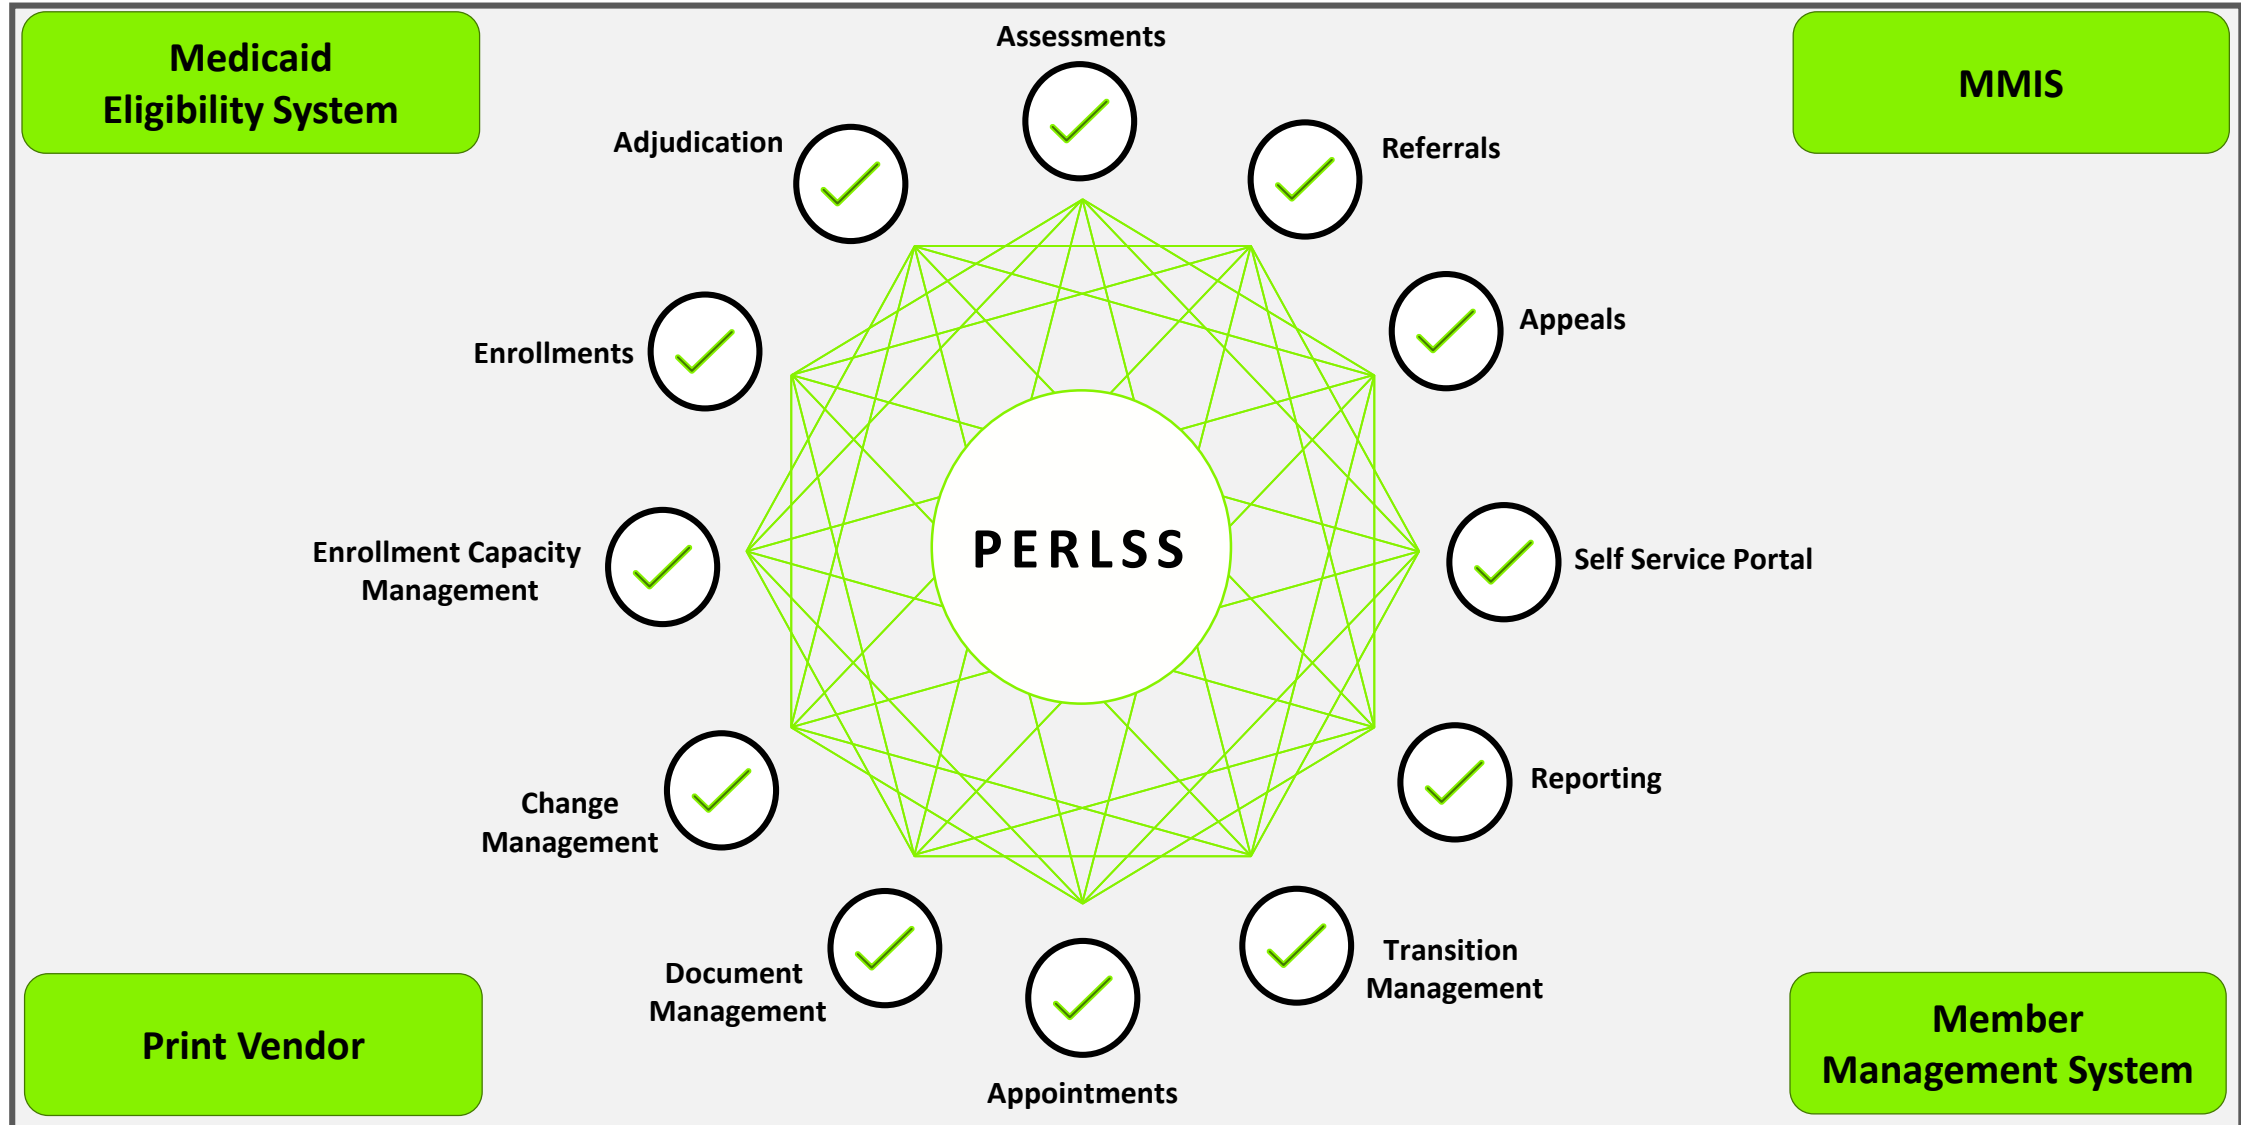 Medicaid
Eligibility System
Assessments
MMIS
Adjudication
Referrals
Appeals
Enrollments
PERLSS
Enrollment Capacity
Management
Self Service Portal
Change
Management
Reporting
Document
Management
Transition
Management
Appointments
Print Vendor
Member
Management System